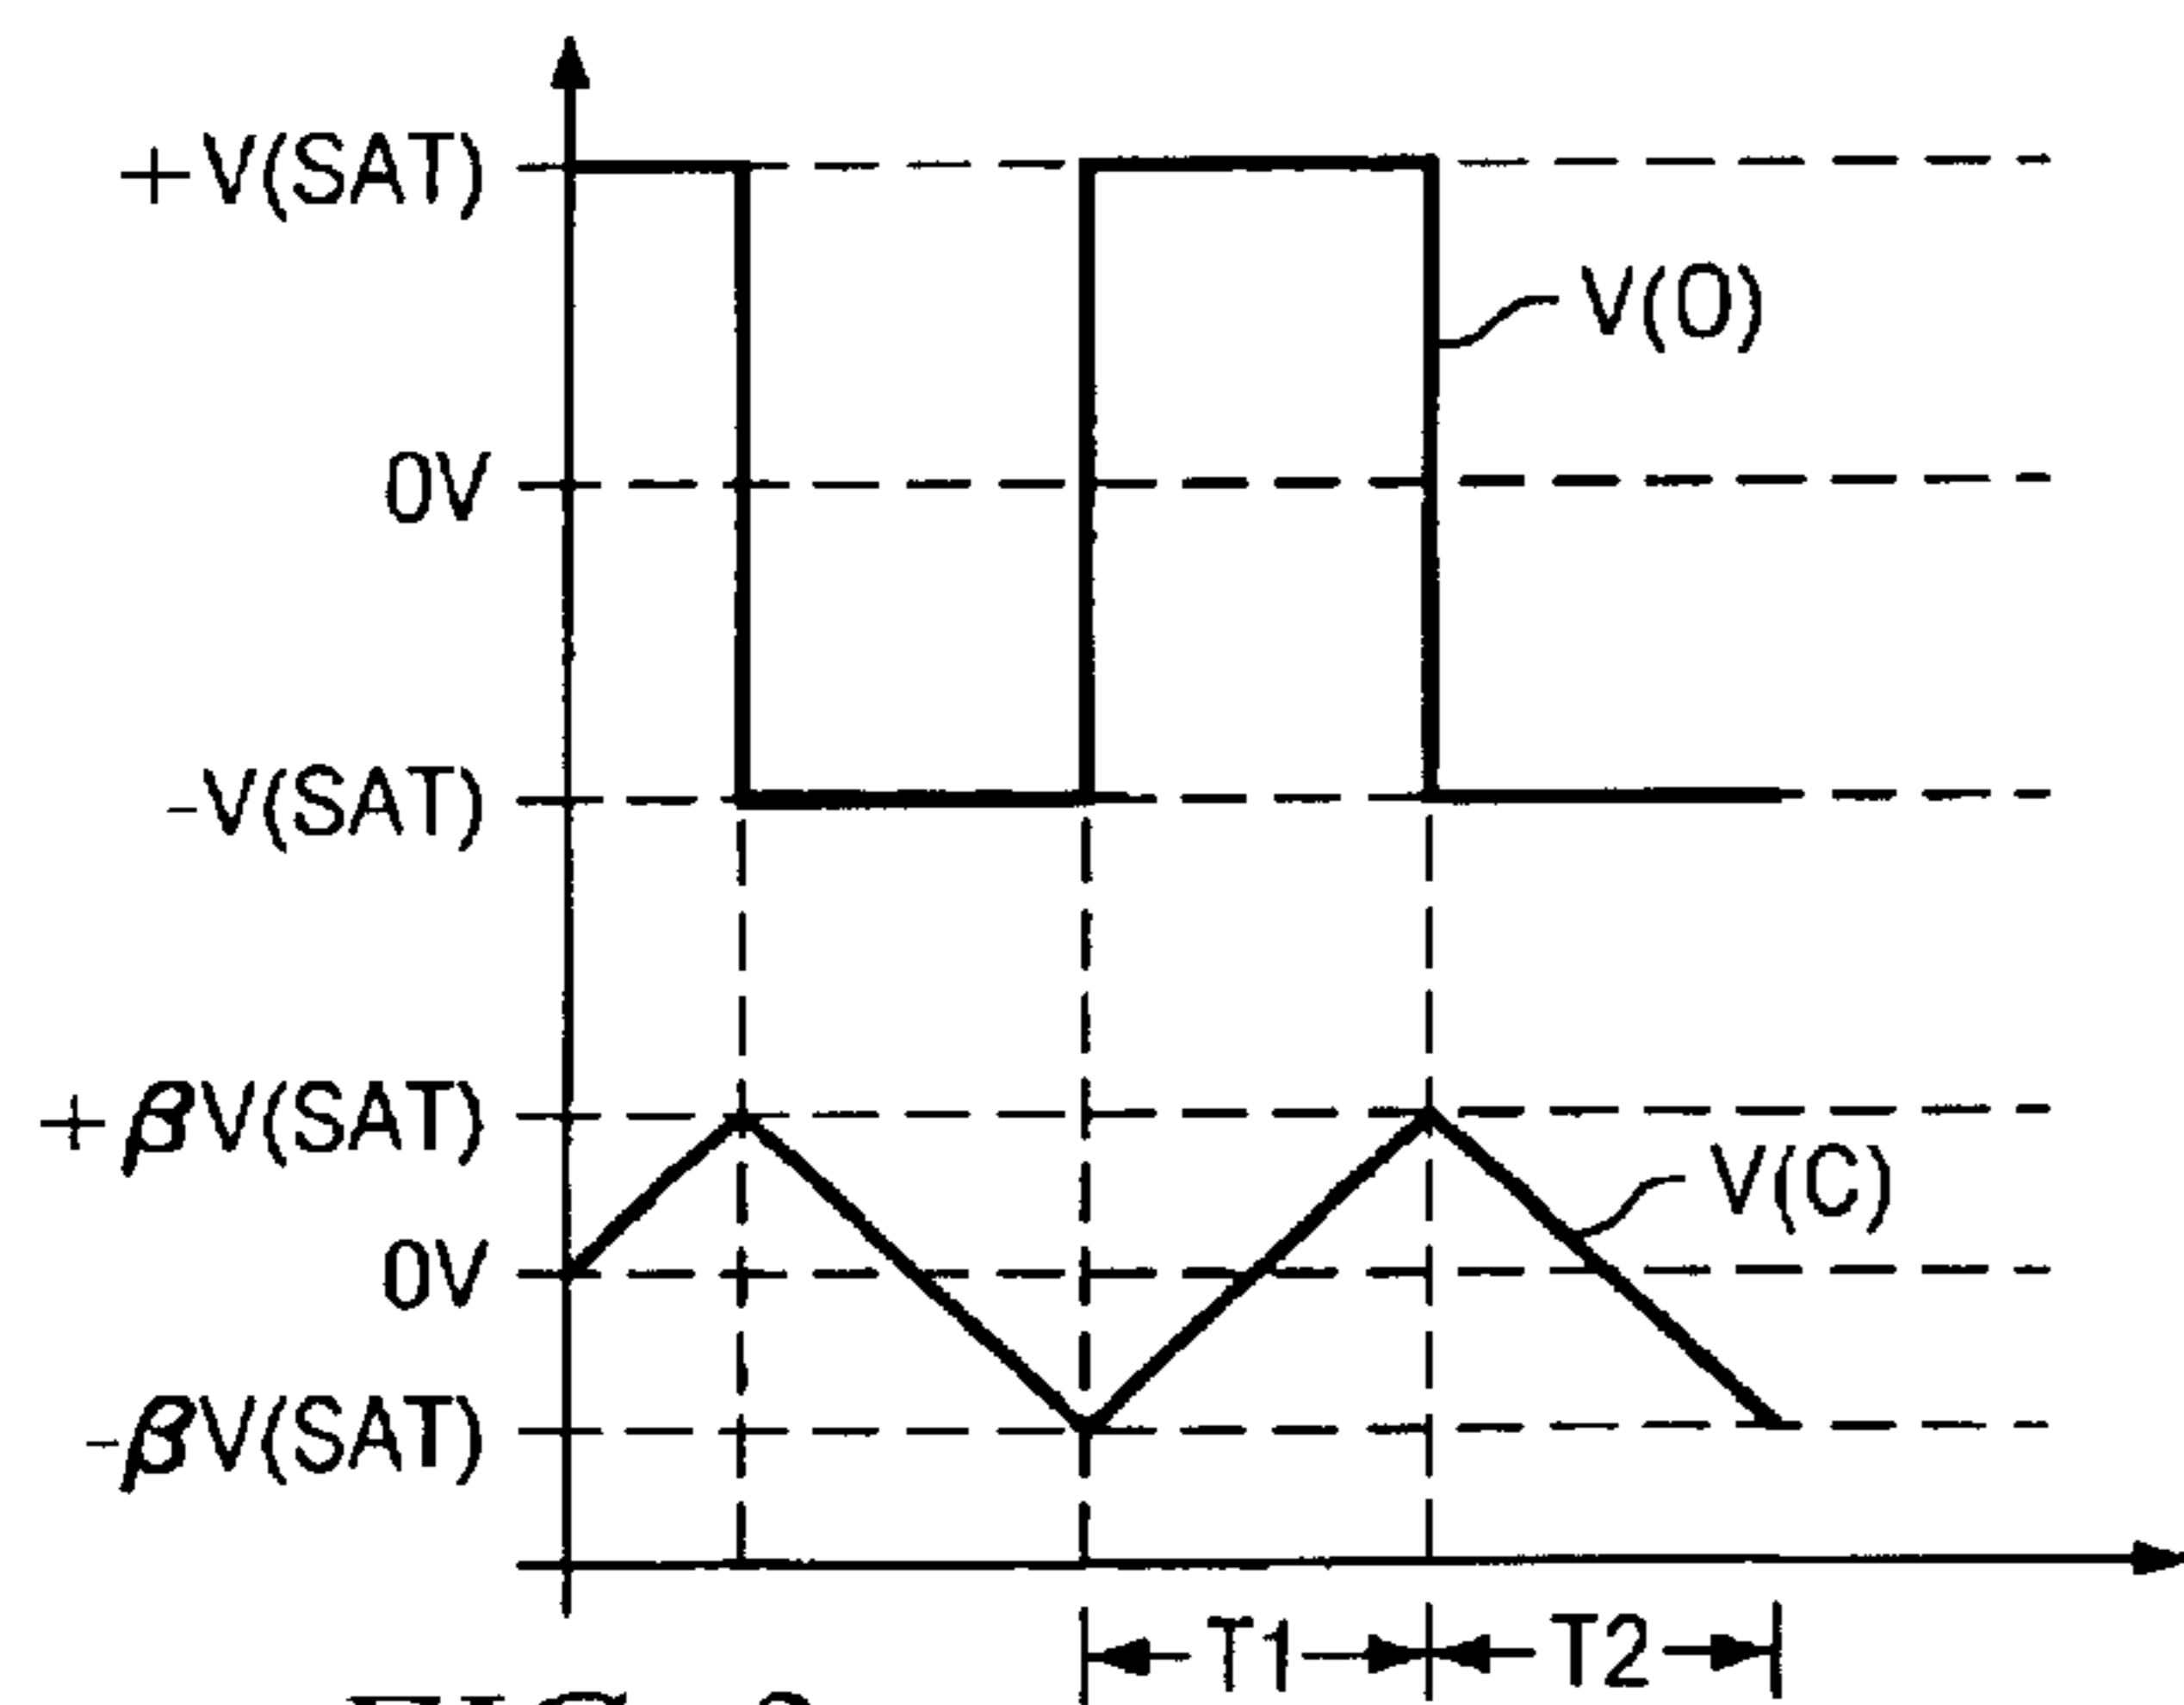 +V(SAT)
V(O)
0V
-V(SAT)
+βV(SAT)
V(C)
0V
-βV(SAT)
T1 T2